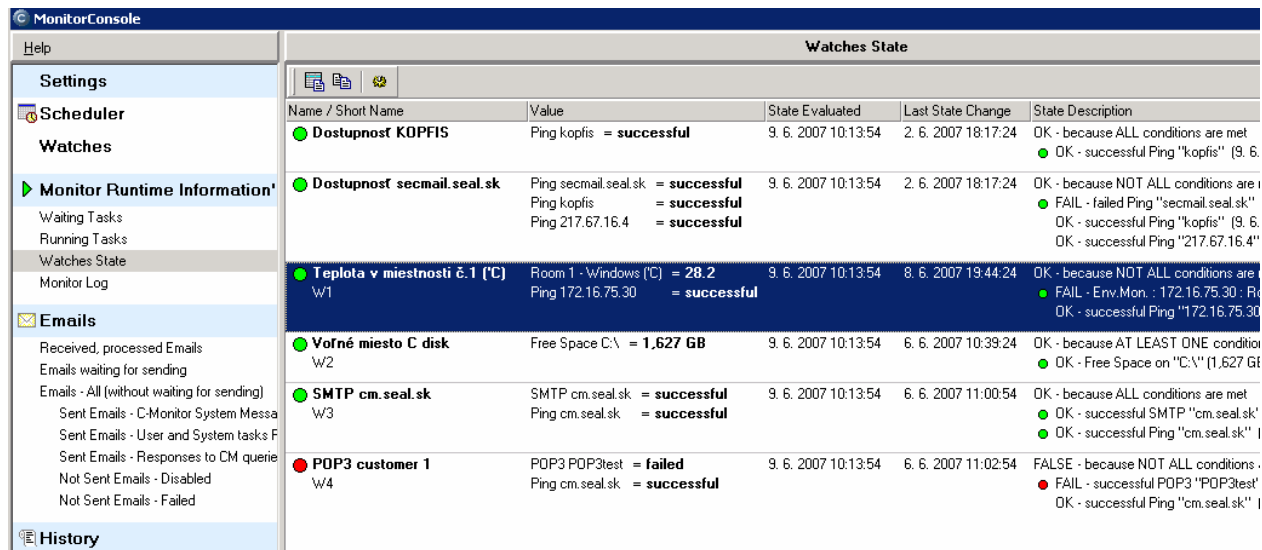 MonitorConsole
Help
Watches State
Settings
Scheduler
Watches
Monitor Runtime Information'
Waiting Tasks
Running Tasks
Watches State
Monitor Log
Emails
Received, processed Emails
Emails waiting for sending
Emails - All (without waiting for sending)
Sent Emails - C-Monitor System Messa
Sent Emails - User and System tasks F
Sent Emails - Responses to CM querie
Not Sent Emails - Disabled
Not Sent Emails - Failed
History
Name / Short Name Value State Evaluated Last State Change State Description
Dostupnosť KOPFIS Ping kopfis = successful 9. 6. 2007 10:13:54 2. 6. 2007 18:17:24 OK - because ALL conditions are met
OK - successful Ping "kopfis" (9. 6.
Dostupnosť secmail.seal.sk Ping secmail.seal.sk = successful 9. 6. 2007 10:13:54 2. 6. 2007 18:17:24 OK - because NOT ALL conditions are
Ping kopfis = successful FAIL - failed Ping "secmail.seal.sk"
Ping 217.67.16.4 = successful OK - successful Ping "kopfis" (9. 6.
OK - successful Ping "217.67.16.4"
Teplota v miestnosti č.1 (°C) Room 1 - Windows (°C) = 28.2 9. 6. 2007 10:13:54 8. 6. 2007 19:44:24 OK - because NOT ALL conditions are
W1 Ping 172.16.75.30 = successful FAIL - Env.Mon. : 172.16.75.30 : Ro
OK - successful Ping "172.16.75.30
Voľné miesto C disk Free Space C:\ = 1,627 GB 9. 6. 2007 10:13:54 6. 6. 2007 10:39:24 OK - because AT LEAST ONE condition
W2 OK - Free Space on "C:\" (1,627 GB
SMTP cm.seal.sk SMTP cm.seal.sk = successful 9. 6. 2007 10:13:54 6. 6. 2007 11:00:54 OK - because ALL conditions are met
W3 Ping cm.seal.sk = successful OK - successful SMTP "cm.seal.sk"
OK - successful Ping "cm.seal.sk" (
POP3 customer 1 POP3 POP3test = failed 9. 6. 2007 10:13:54 6. 6. 2007 11:02:54 FALSE - because NOT ALL conditions
W4 Ping cm.seal.sk = successful FAIL - successful POP3 "POP3test"
OK - successful Ping "cm.seal.sk" (